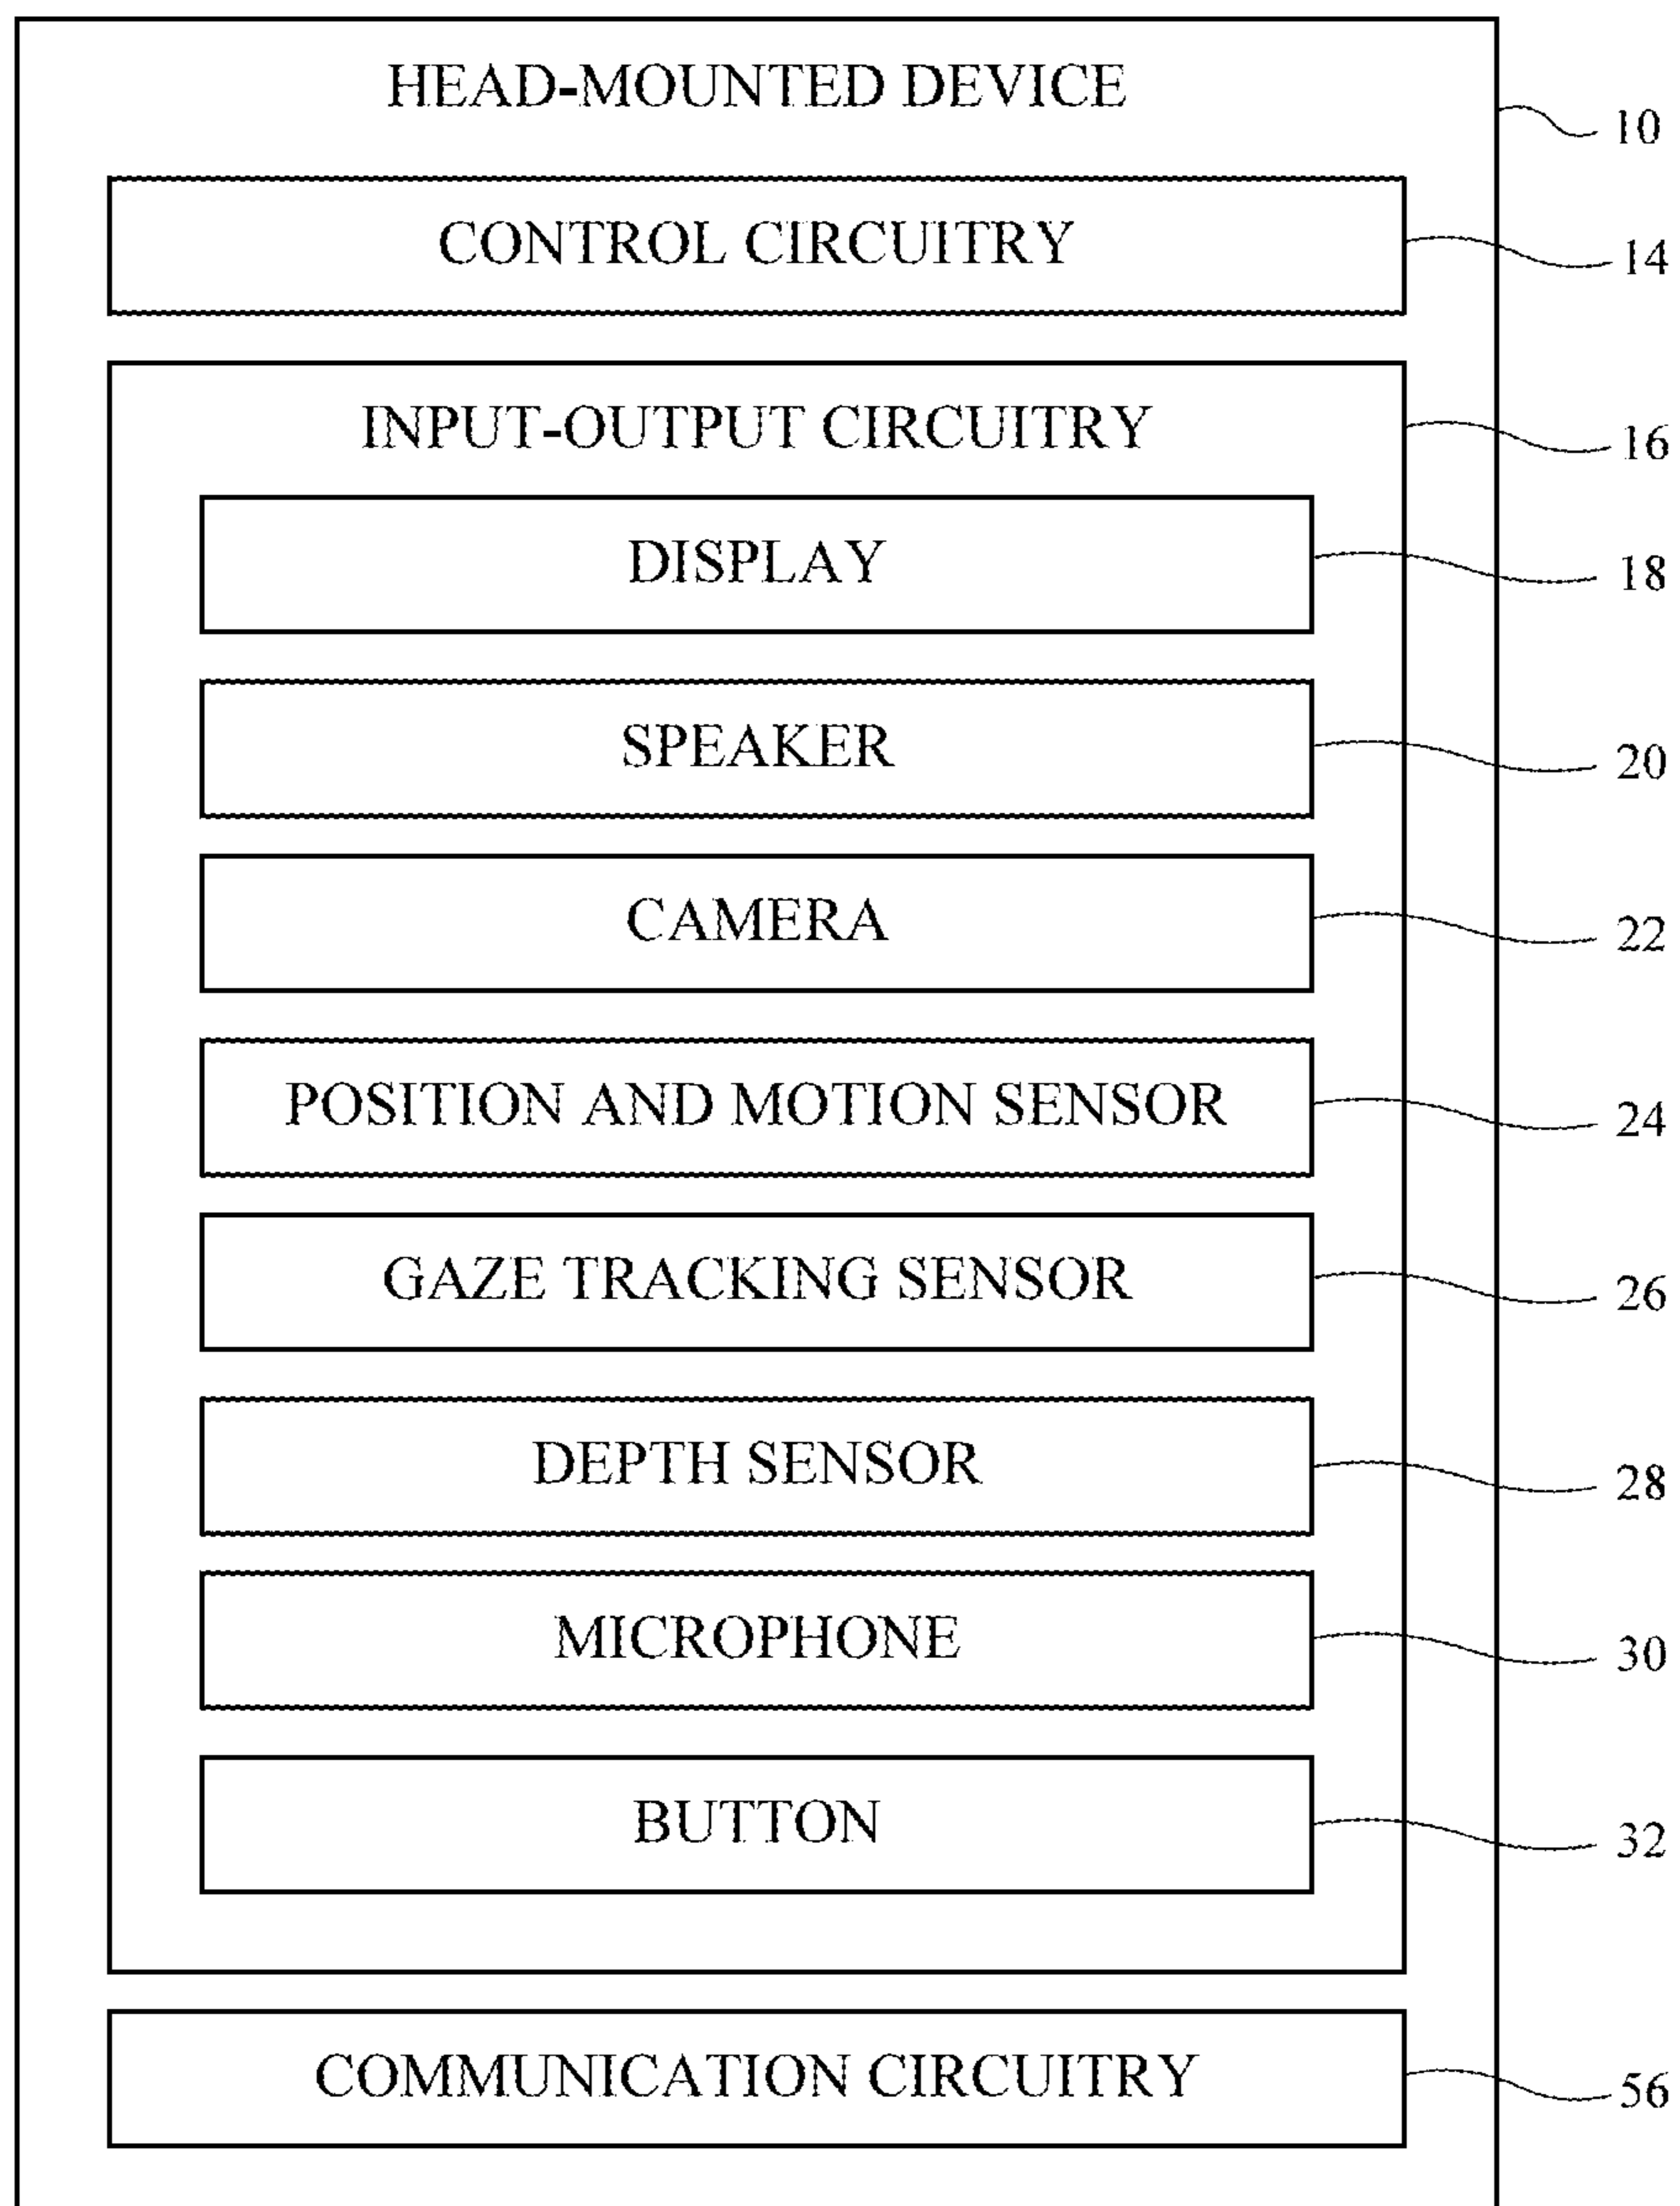 HEAD-MOUNTED DEVICE
10
CONTROL CIRCUITRY
14
INPUT-OUTPUT CIRCUITRY
16
DISPLAY
18
SPEAKER
20
CAMERA
22
POSITION AND MOTION SENSOR
24
GAZE TRACKING SENSOR
26
DEPTH SENSOR
28
MICROPHONE
30
BUTTON
32
COMMUNICATION CIRCUITRY
56